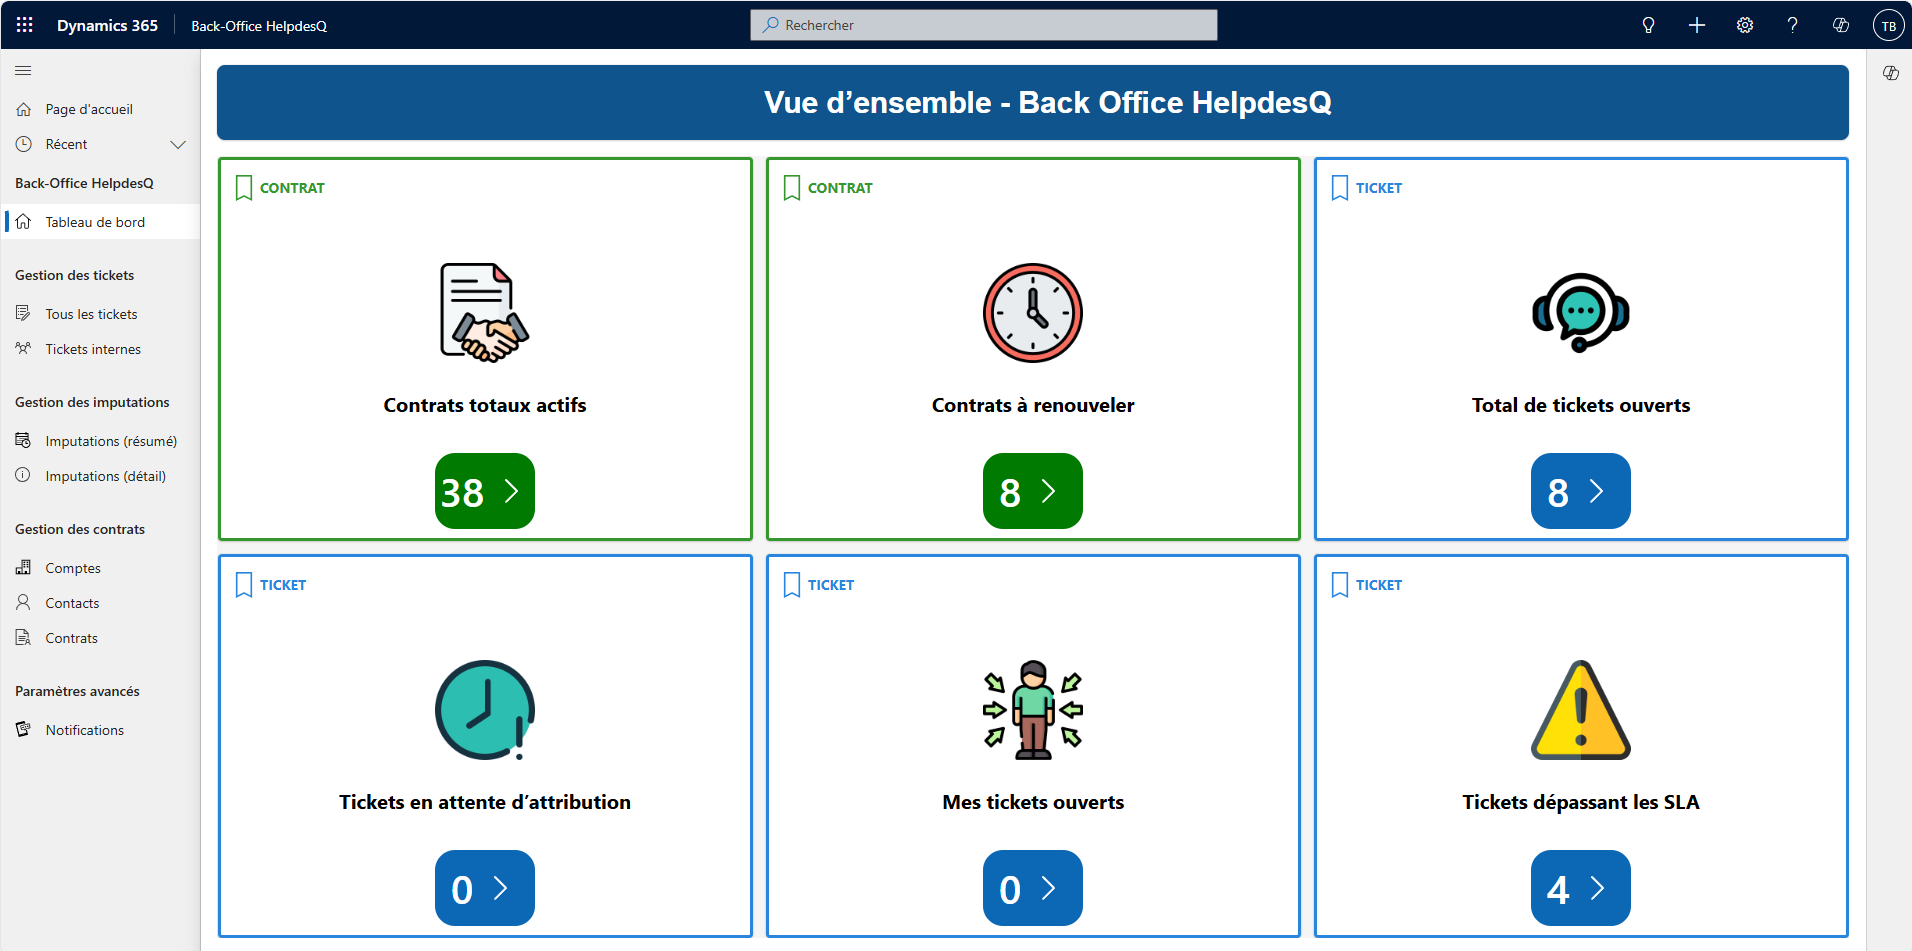 Dynamics 365
Back-Office HelpdesQ
Rechercher
TB
Page d'accueil
Récent
Back-Office HelpdesQ
Tableau de bord
Gestion des tickets
Tous les tickets
Tickets internes
Gestion des imputations
Imputations (résumé)
Imputations (détail)
Gestion des contrats
Comptes
Contacts
Contrats
Paramètres avancés
Notifications
Vue d’ensemble - Back Office HelpdesQ
CONTRAT
Contrats totaux actifs
38
CONTRAT
Contrats à renouveler
8
TICKET
Total de tickets ouverts
8
TICKET
Tickets en attente d’attribution
0
TICKET
Mes tickets ouverts
0
TICKET
Tickets dépassant les SLA
4